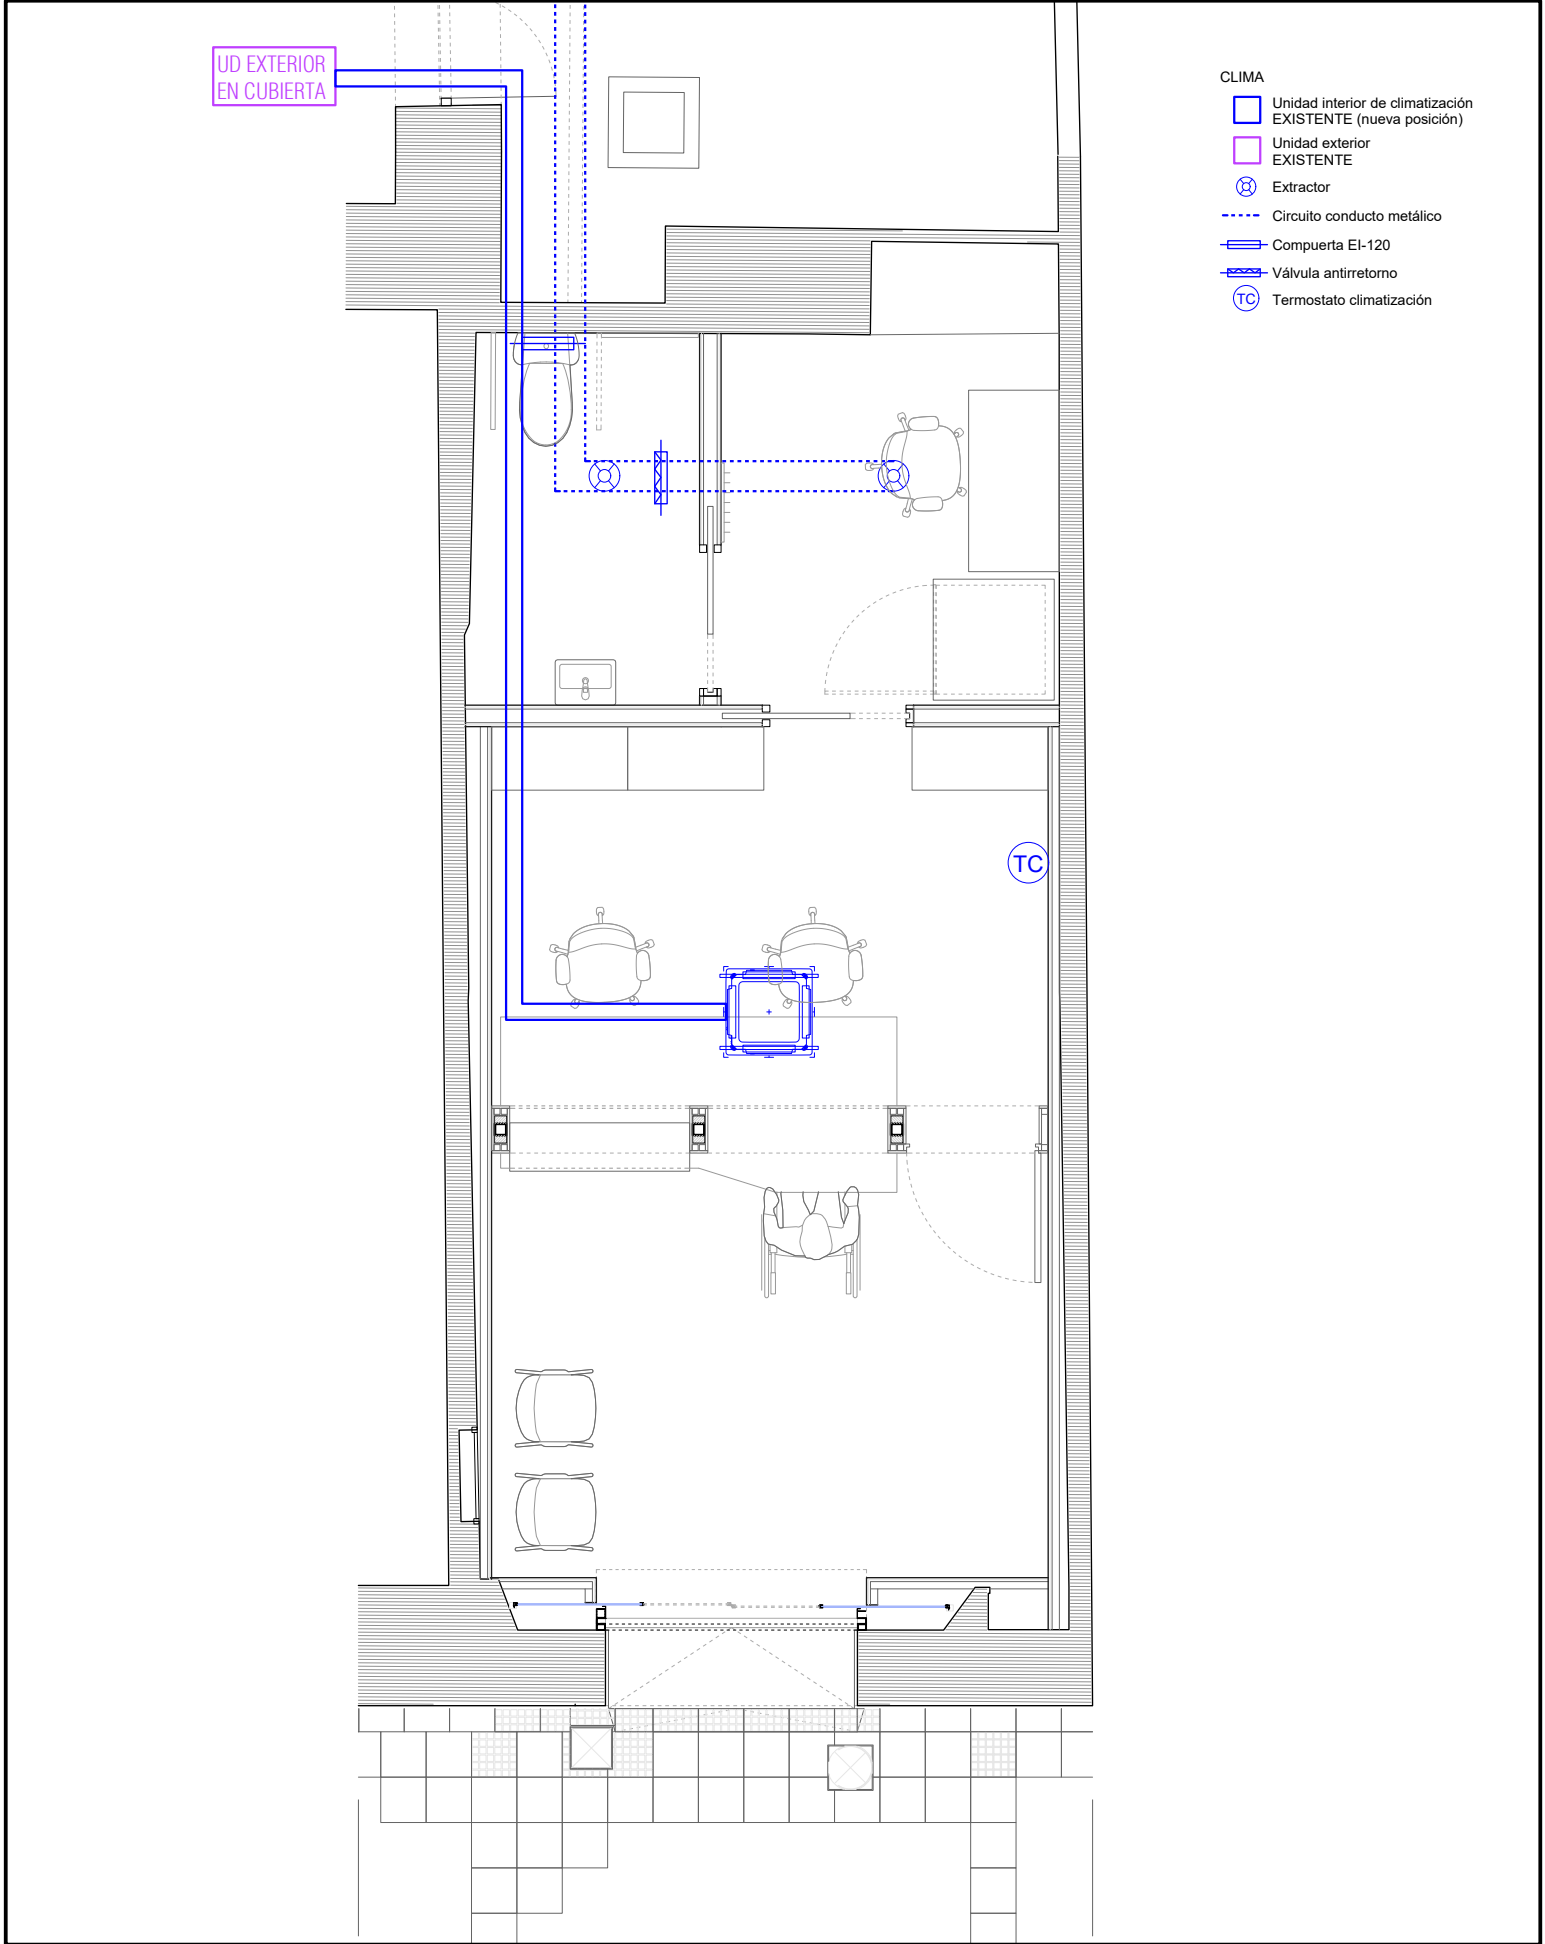 UD EXTERIOR
EN CUBIERTA
CLIMA
Unidad interior de climatización
EXISTENTE (nueva posición)
Unidad exterior
EXISTENTE
Extractor
Circuito conducto metálico
Compuerta EI-120
Válvula antirretorno
TC Termostato climatización
TC